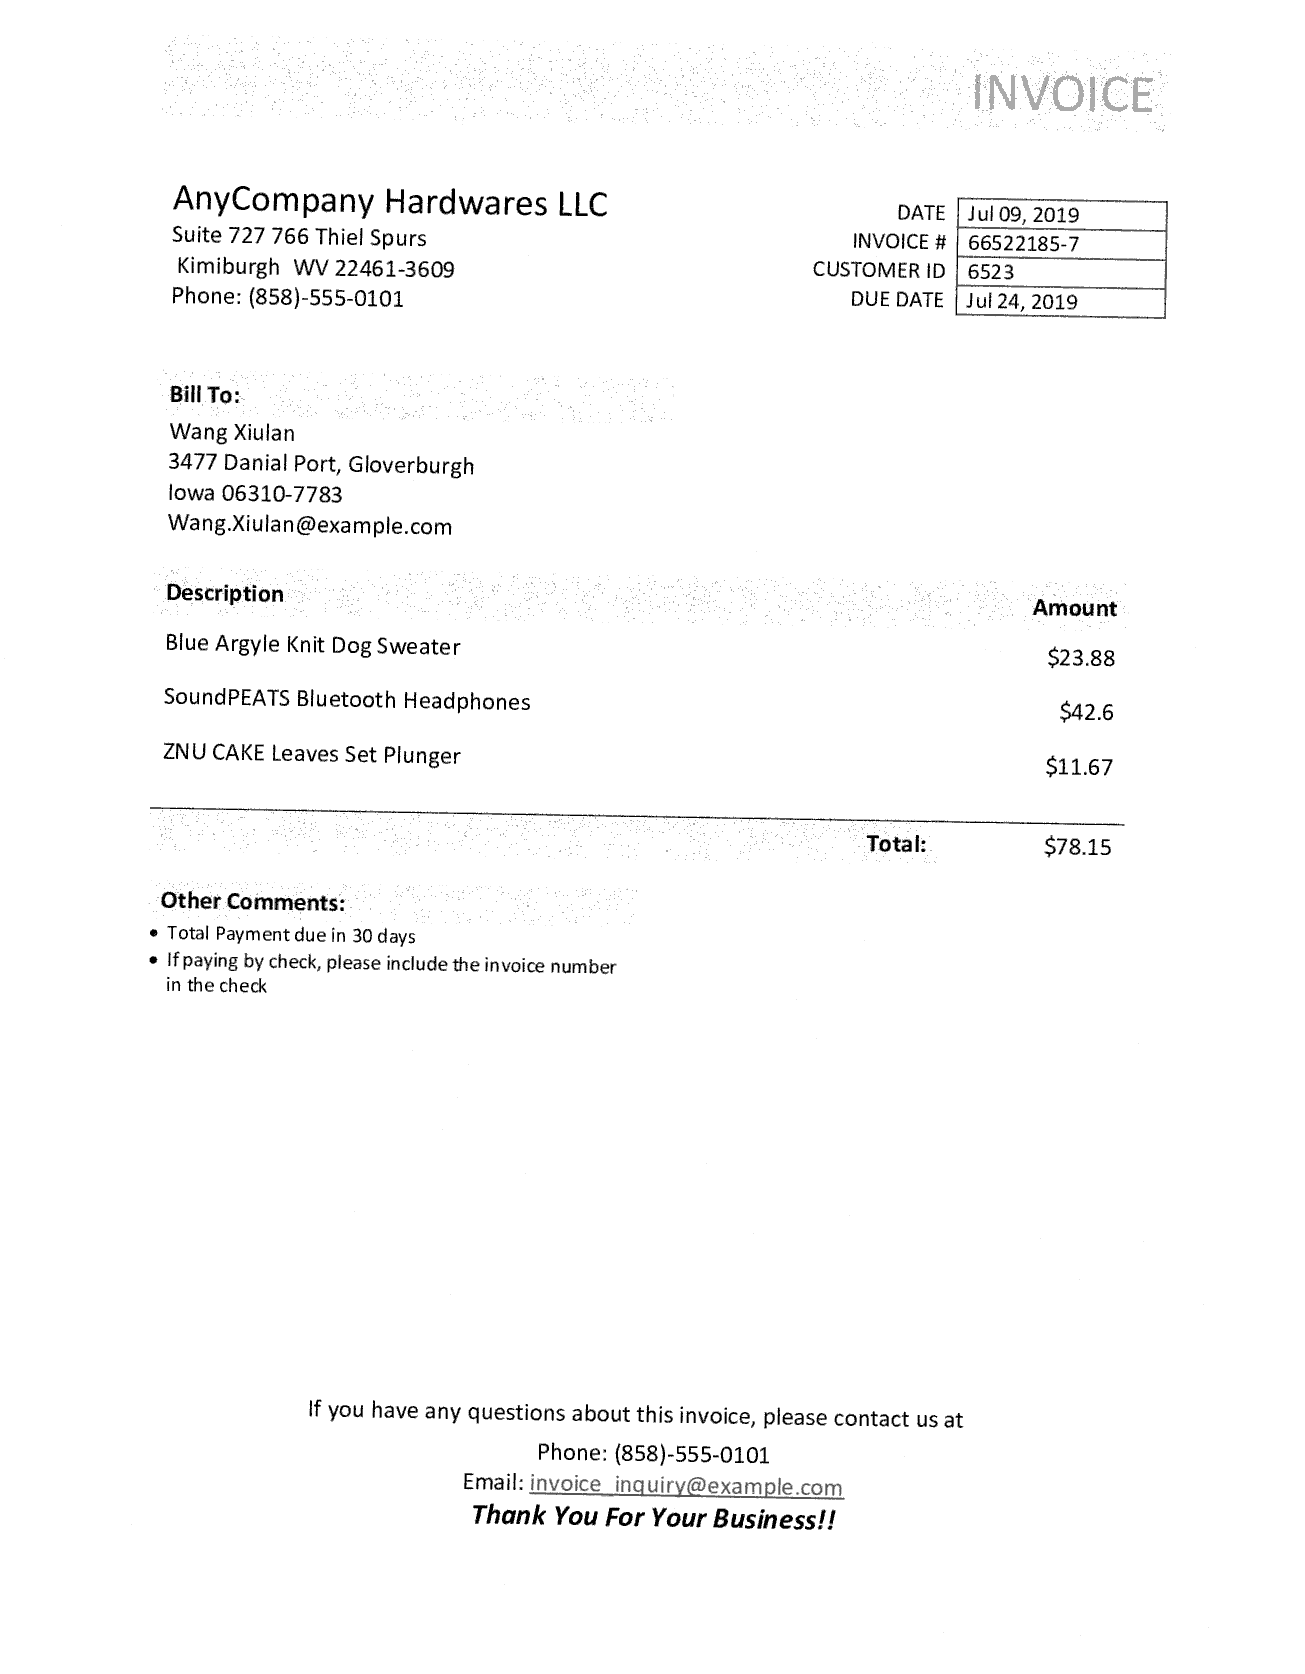 INVOICE
AnyCompany Hardwares LLC
Suite 727 766 Thiel Spurs
Kimiburgh WV 22461-3609
Phone: (858)-555-0101
DATE Jul 09, 2019
INVOICE # 66522185-7
CUSTOMER ID 6523
DUE DATE Jul 24, 2019
Bill To:
Wang Xiulan
3477 Danial Port, Gloverburgh
Iowa 06310-7783
Wang.Xiulan@example.com
Description Amount
Blue Argyle Knit Dog Sweater $23.88
SoundPEATS Bluetooth Headphones $42.6
ZNU CAKE Leaves Set Plunger $11.67
Total: $78.15
Other Comments:
• Total Payment due in 30 days
• If paying by check, please include the invoice number
in the check
If you have any questions about this invoice, please contact us at
Phone: (858)-555-0101
Email: invoice_inquiry@example.com
Thank You For Your Business!!